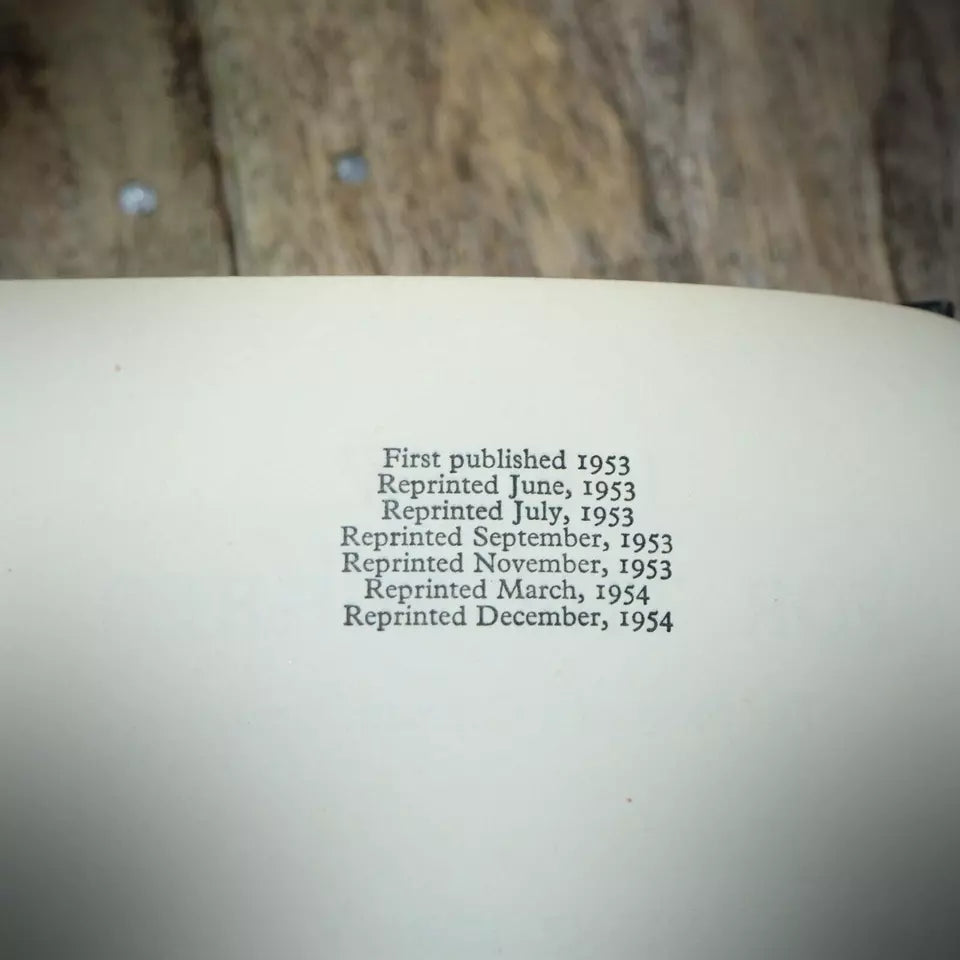 First published 1953
Reprinted June, 1953
Reprinted July, 1953
Reprinted September, 1953
Reprinted November, 1953
Reprinted March, 1954
Reprinted December, 1954